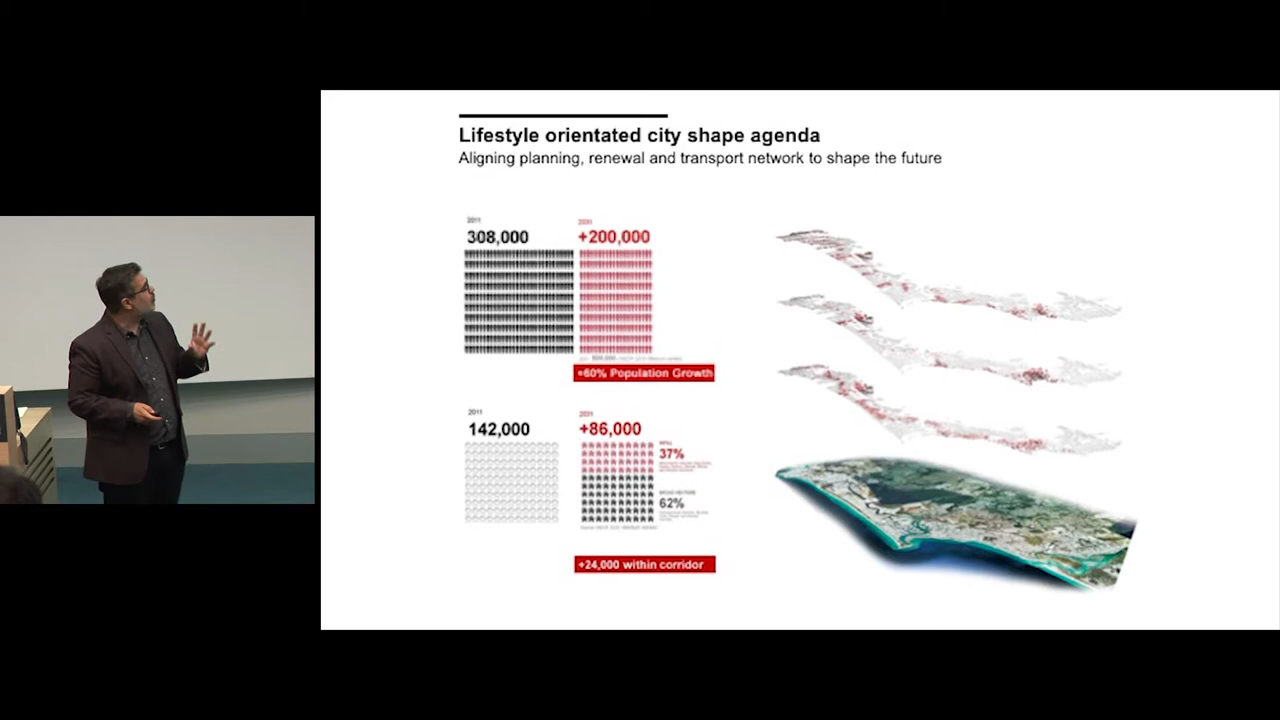 Lifestyle orientated city shape agenda
Aligning planning, renewal and transport network to shape the future
2011
308,000
2031
+200,000
+60% Population Growth
2011
142,000
2031
+86,000
37%
62%
+24,000 within corridor